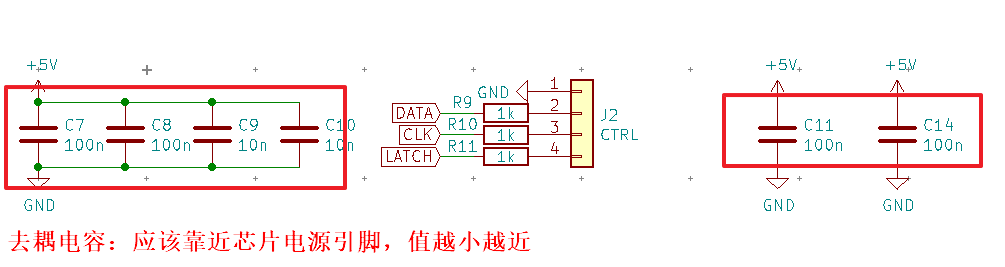 +5V
C7
100n
C8
100n
C9
10n
C10
10n
GND
DATA
CLK
LATCH
R9
1k
R10
1k
R11
1k
GND
1
2
3
4
J2
CTRL
+5V
C11
100n
GND
+5V
C14
100n
GND
去耦电容：应该靠近芯片电源引脚，值越小越近